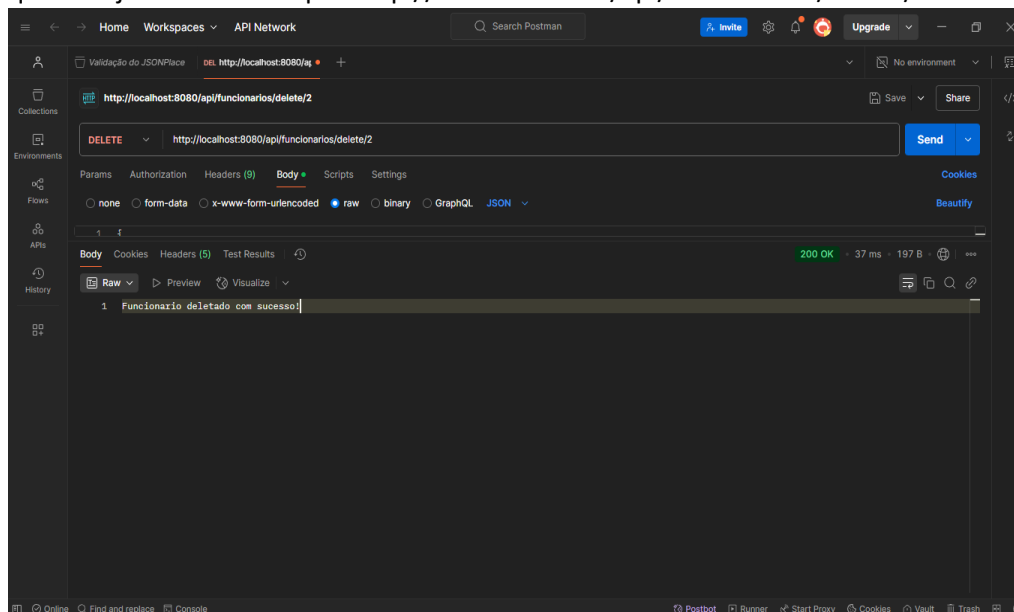 Home Workspaces API Network Search Postman Invite Upgrade
Validação do JSONPlace DEL http://localhost:8080/ap No environment
Collections
Environments
Flows
APIs
History
HTTP http://localhost:8080/api/funcionarios/delete/2 Save Share
DELETE http://localhost:8080/api/funcionarios/delete/2 Send
Params Authorization Headers (9) Body Scripts Settings Cookies
none form-data x-www-form-urlencoded raw binary GraphQL JSON Beautify
1 {
Body Cookies Headers (5) Test Results 200 OK 37 ms 197 B
Raw Preview Visualize
1 Funcionario deletado com sucesso!
Online Find and replace Console Postbot Runner Start Proxy Cookies Vault Trash